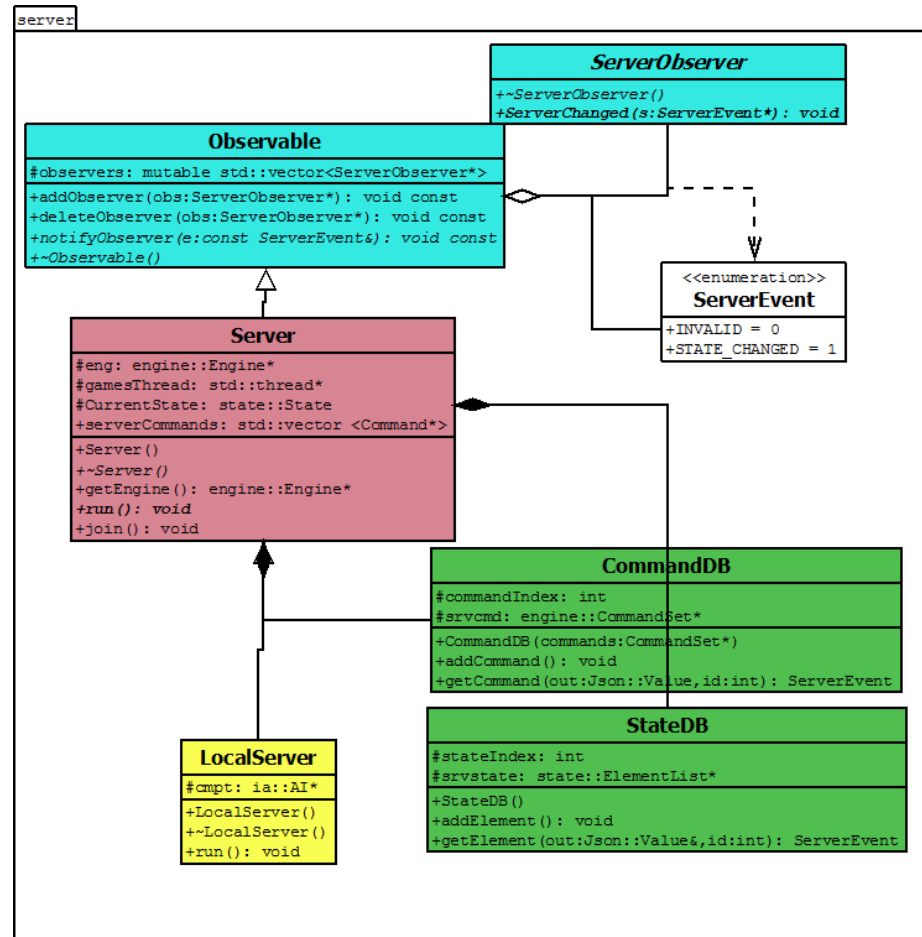 server
ServerObserver
+~ServerObserver()
+ServerChanged(s:ServerEvent*): void
Observable
#observers: mutable std::vector<ServerObserver*>
+addObserver(obs:ServerObserver*): void const
+deleteObserver(obs:ServerObserver*): void const
+notifyObserver(e:const ServerEvent&): void const
+~Observable()
<<enumeration>>
ServerEvent
+INVALID = 0
+STATE_CHANGED = 1
Server
#eng: engine::Engine*
#gamesThread: std::thread*
#CurrentState: state::State
+serverCommands: std::vector <Command*>
+Server()
+~Server()
+getEngine(): engine::Engine*
+run(): void
+join(): void
CommandDB
#commandIndex: int
#srvcmd: engine::CommandSet*
+CommandDB(commands:CommandSet*)
+addCommand(): void
+getCommand(out:Json::Value,id:int): ServerEvent
StateDB
#stateIndex: int
#srvstate: state::ElementList*
+StateDB()
+addElement(): void
+getElement(out:Json::Value&,id:int): ServerEvent
LocalServer
#cmpt: ia::AI*
+LocalServer()
+~LocalServer()
+run(): void